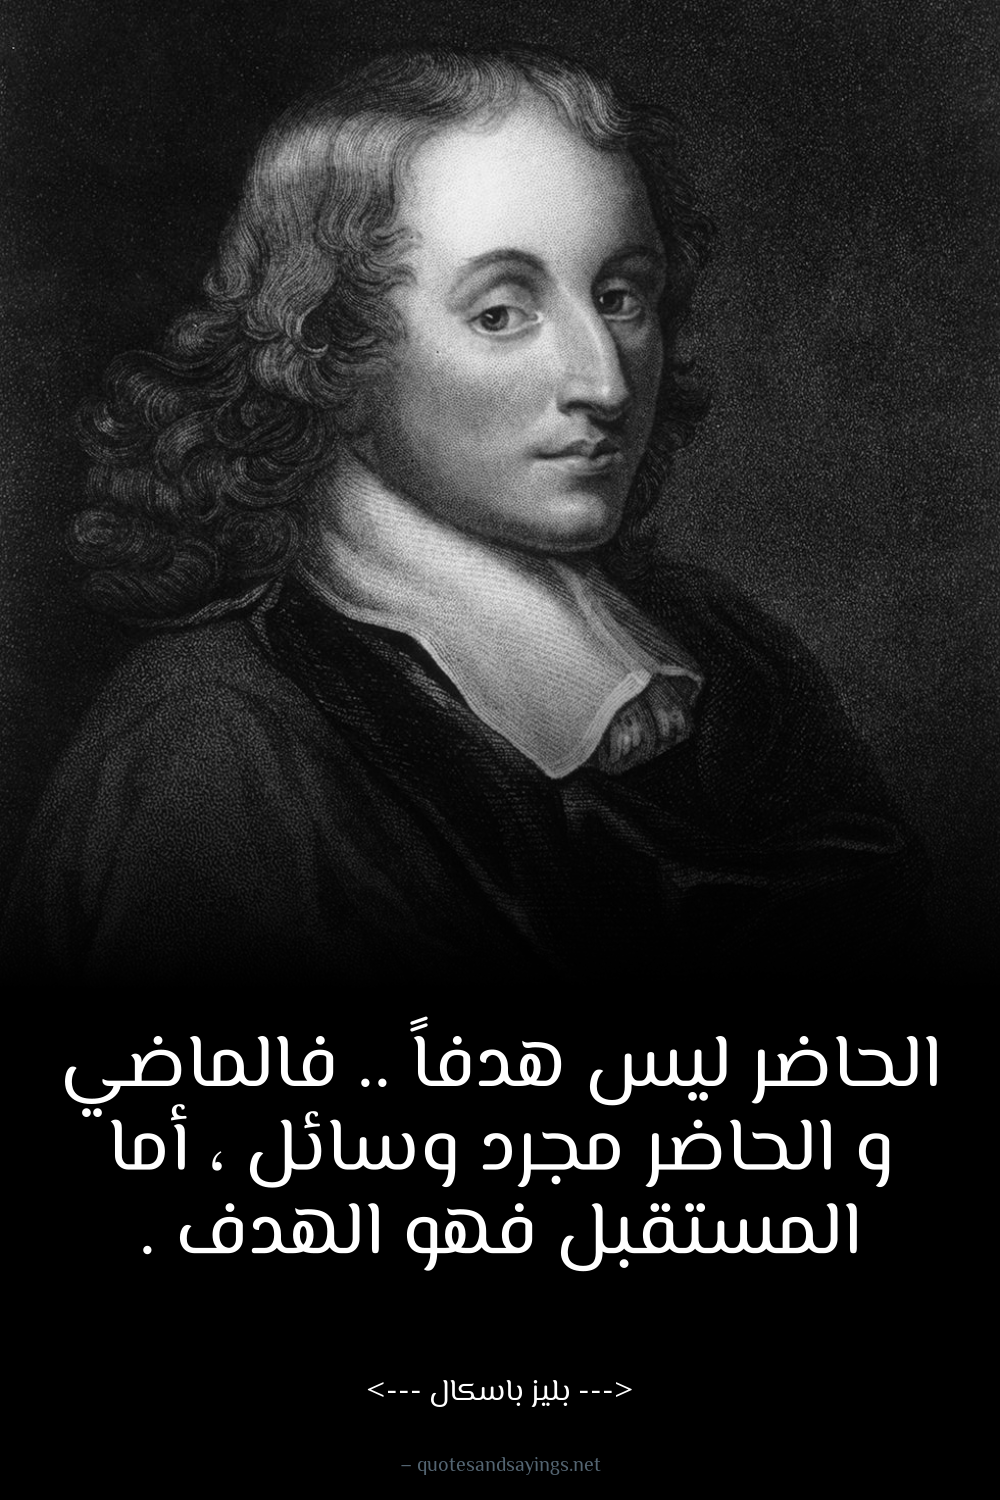 الحاضر ليس هدفاً .. فالماضي
و الحاضر مجرد وسائل ، أما
المستقبل فهو الهدف .
<--- بليز باسكال --->
– quotesandsayings.net